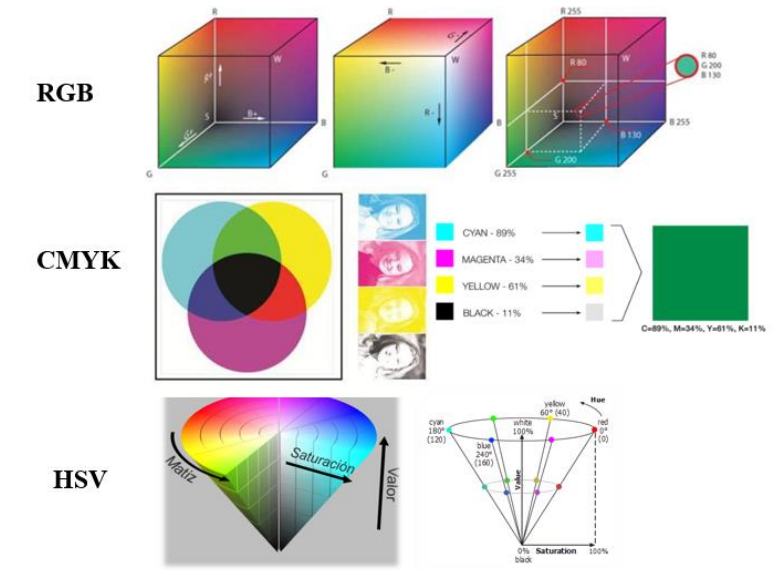 RGB
R
W
R+
B+
G+
S
B
G
G-
B-
W
R-
R 255
W
R 80
S
B
B 255
B 130
G 200
G 255
R 80
G 200
B 130
CMYK
CYAN - 89%
MAGENTA - 34%
YELLOW - 61%
BLACK - 11%
C=89%, M=34%, Y=61%, K=11%
HSV
Matiz
Saturación
Valor
Hue
yellow
60° (40)
cyan
180°
(120)
white
100%
red
0°
(0)
blue
240°
(160)
Value
0%
black
Saturation
100%